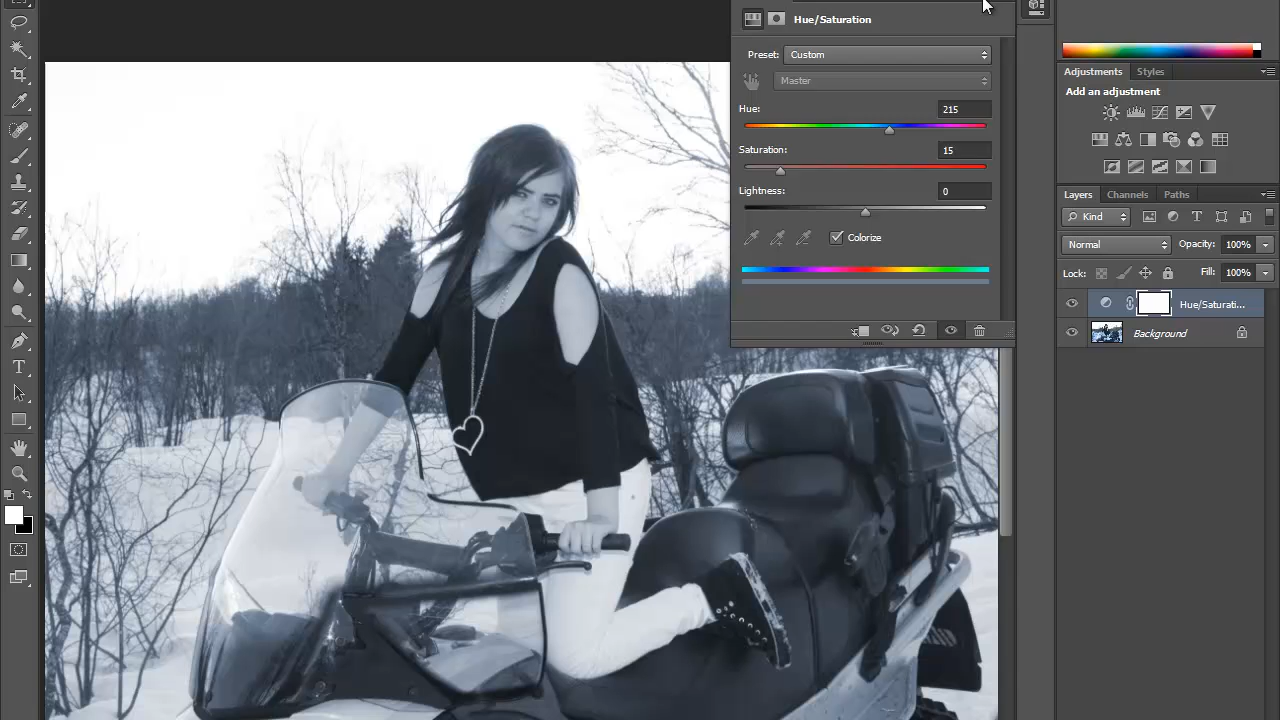 Hue/Saturation
Preset: Custom
Master
Hue: 215
Saturation: 15
Lightness: 0
Colorize
Adjustments Styles
Add an adjustment
Layers Channels Paths
Kind
Normal Opacity: 100%
Lock: Fill: 100%
Hue/Saturati...
Background